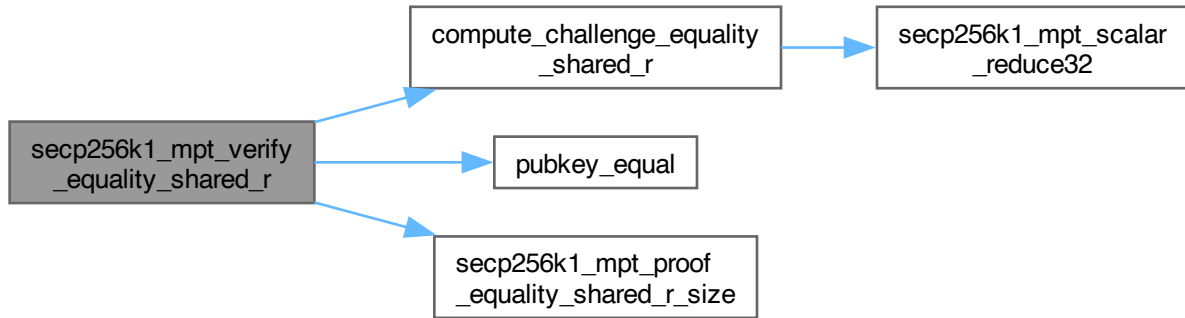 secp256k1_mpt_verify
_equality_shared_r
compute_challenge_equality
_shared_r
secp256k1_mpt_scalar
_reduce32
pubkey_equal
secp256k1_mpt_proof
_equality_shared_r_size